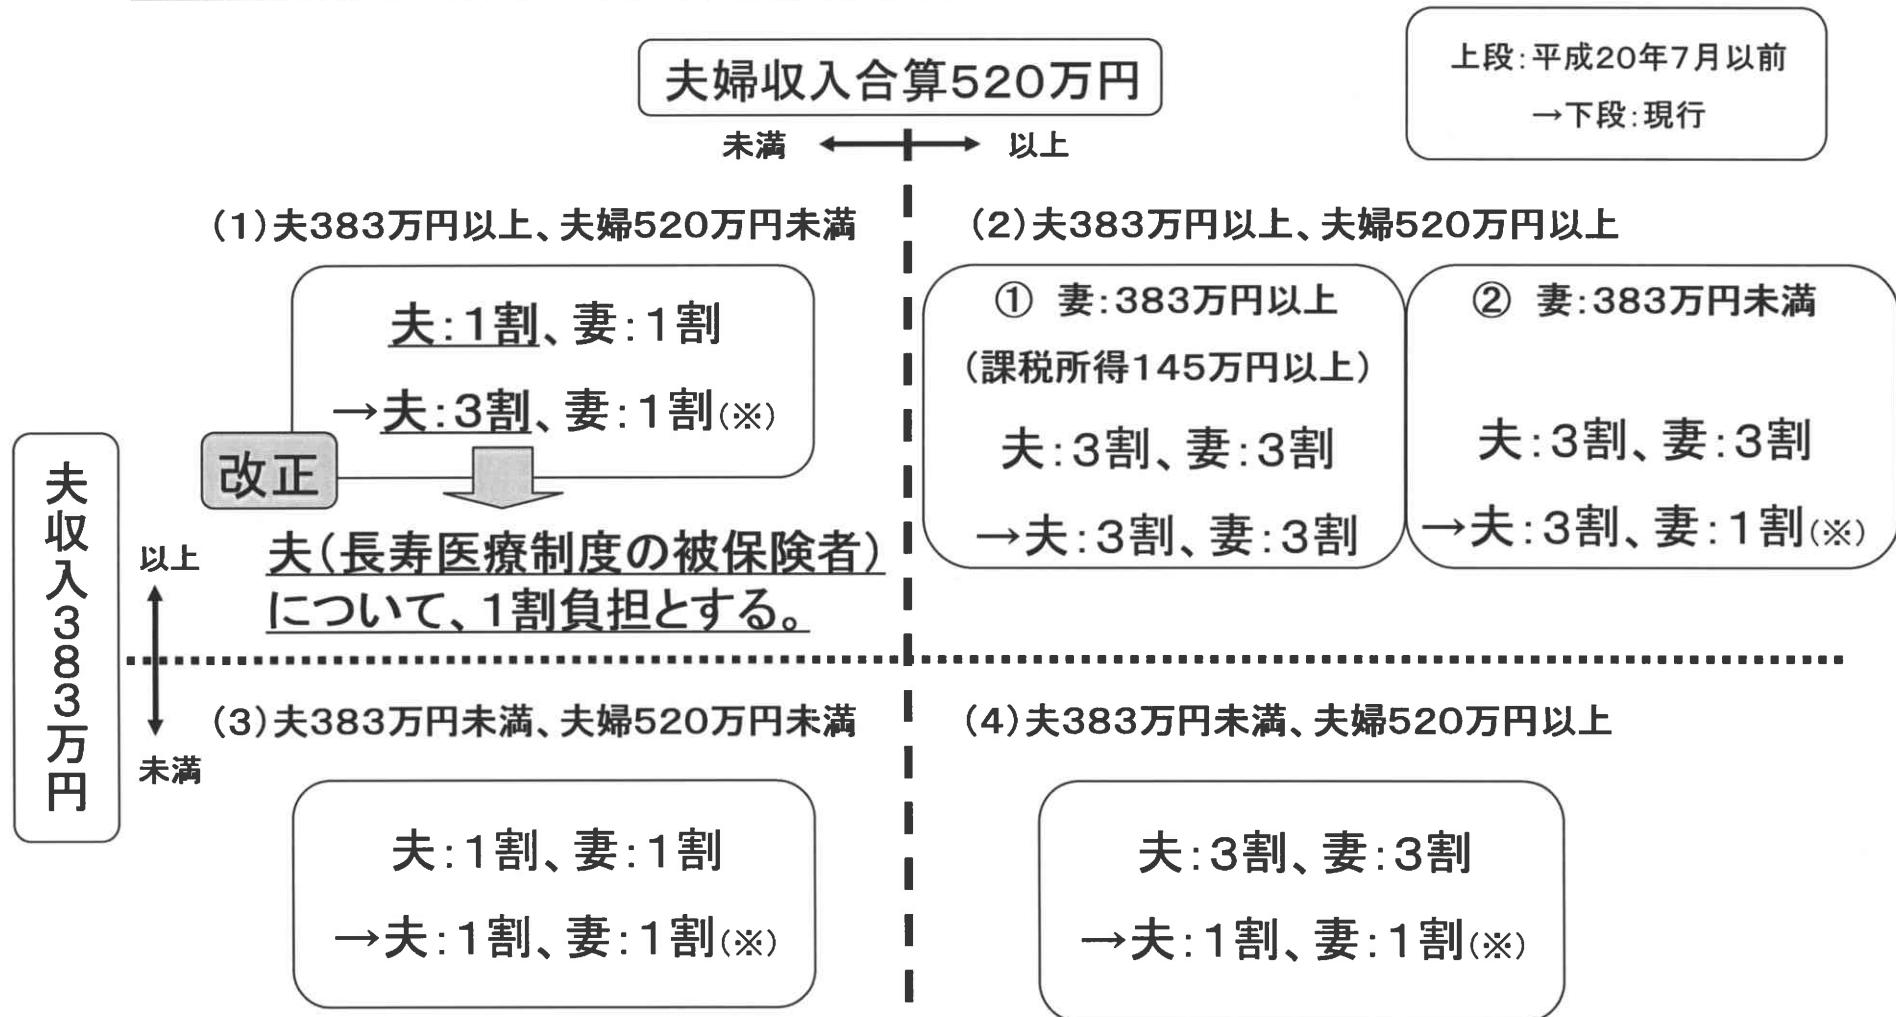 夫婦収入合算520万円
上段:平成20年7月以前
→下段:現行
未満
以上
(1)夫383万円以上、夫婦520万円未満
夫:1割、妻:1割
→夫:3割、妻:1割(※)
改正
夫(長寿医療制度の被保険者)
について、1割負担とする。
(2)夫383万円以上、夫婦520万円以上
① 妻:383万円以上
(課税所得145万円以上)
夫:3割、妻:3割
→夫:3割、妻:3割
② 妻:383万円未満
夫:3割、妻:3割
→夫:3割、妻:1割(※)
夫収入383万円
以上
未満
(3)夫383万円未満、夫婦520万円未満
夫:1割、妻:1割
→夫:1割、妻:1割(※)
(4)夫383万円未満、夫婦520万円以上
夫:3割、妻:3割
→夫:1割、妻:1割(※)